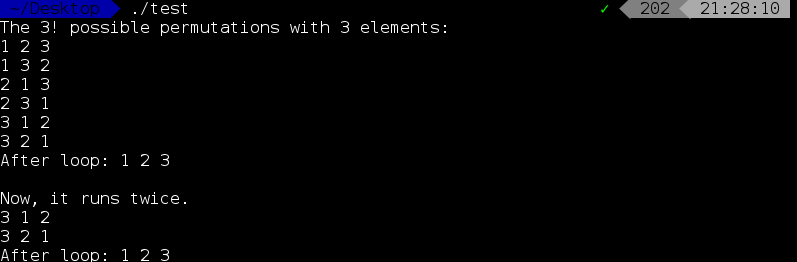 ~/Desktop ./test ✓ 202 21:28:10
The 3! possible permutations with 3 elements:
1 2 3
1 3 2
2 1 3
2 3 1
3 1 2
3 2 1
After loop: 1 2 3
Now, it runs twice.
3 1 2
3 2 1
After loop: 1 2 3